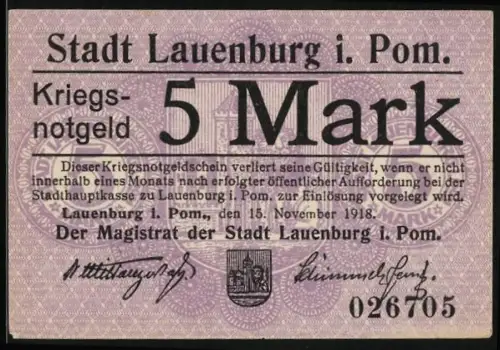 Stadt Lauenburg i. Pom.
Kriegs-
notgeld
5 Mark
Dieser Kriegsnotgeldschein verliert seine Gültigkeit, wenn er nicht
innerhalb eines Monats nach erfolgter öffentlicher Aufforderung bei der
Stadthauptkasse zu Lauenburg i. Pom. zur Einlösung vorgelegt wird.
Lauenburg i. Pom., den 15. November 1918.
Der Magistrat der Stadt Lauenburg i. Pom.
026705